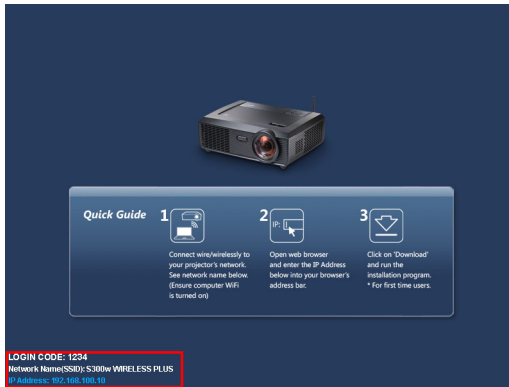 Quick Guide
1
Connect wire/wirelessly to
your projector's network.
See network name below.
(Ensure computer WiFi
is turned on)
2
IP:
Open web browser
and enter the IP Address
below into your browser's
address bar.
3
Click on 'Download'
and run the
installation program.
* For first time users.
LOGIN CODE: 1234
Network Name(SSID): S300w WIRELESS PLUS
IP Address: 192.168.100.10